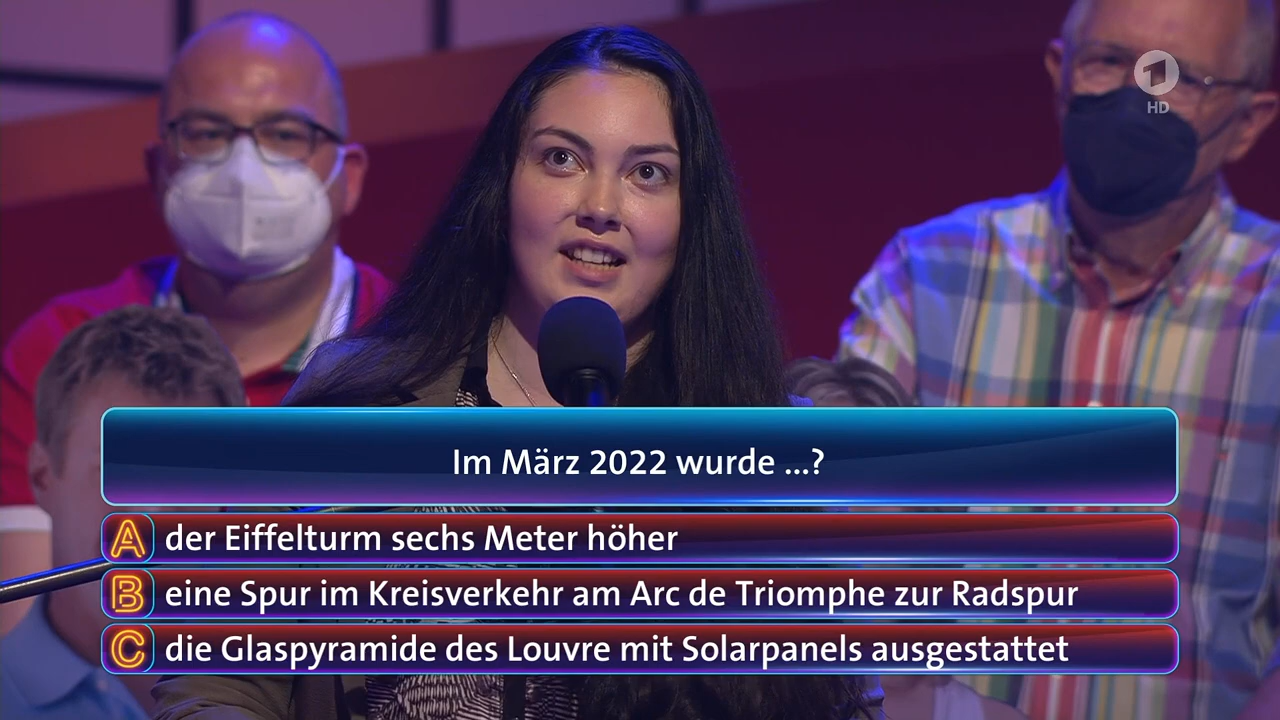 1
HD
Im März 2022 wurde ...?
A der Eiffelturm sechs Meter höher
B eine Spur im Kreisverkehr am Arc de Triomphe zur Radspur
C die Glaspyramide des Louvre mit Solarpanels ausgestattet